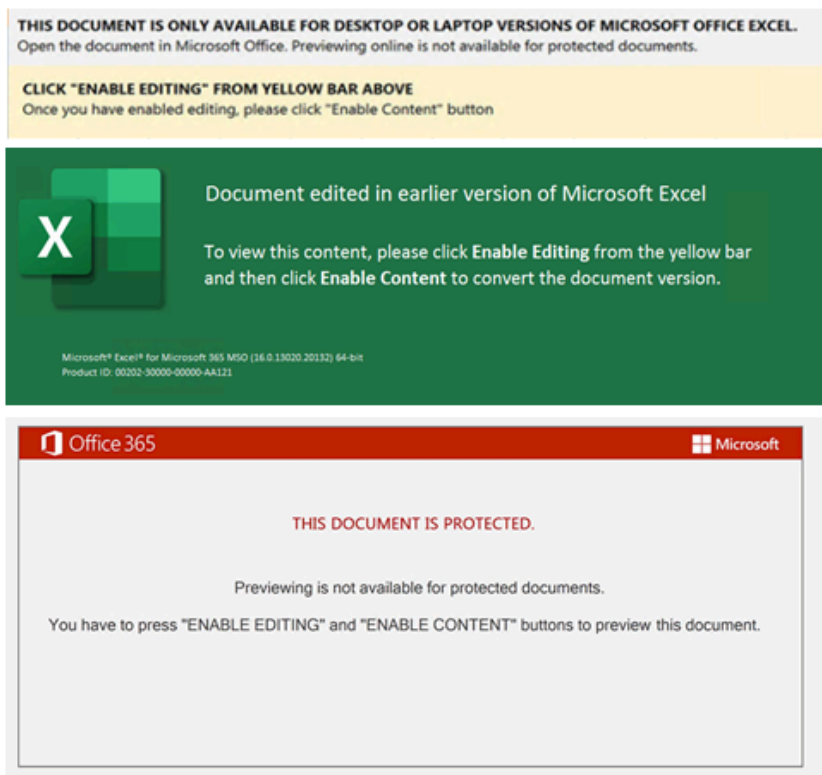 THIS DOCUMENT IS ONLY AVAILABLE FOR DESKTOP OR LAPTOP VERSIONS OF MICROSOFT OFFICE EXCEL.
Open the document in Microsoft Office. Previewing online is not available for protected documents.
CLICK "ENABLE EDITING" FROM YELLOW BAR ABOVE
Once you have enabled editing, please click "Enable Content" button
X
Document edited in earlier version of Microsoft Excel
To view this content, please click Enable Editing from the yellow bar
and then click Enable Content to convert the document version.
Microsoft® Excel® for Microsoft 365 MSO (16.0.13020.20132) 64-bit
Product ID: 00202-30000-00000-AA121
Office 365
Microsoft
THIS DOCUMENT IS PROTECTED.
Previewing is not available for protected documents.
You have to press "ENABLE EDITING" and "ENABLE CONTENT" buttons to preview this document.